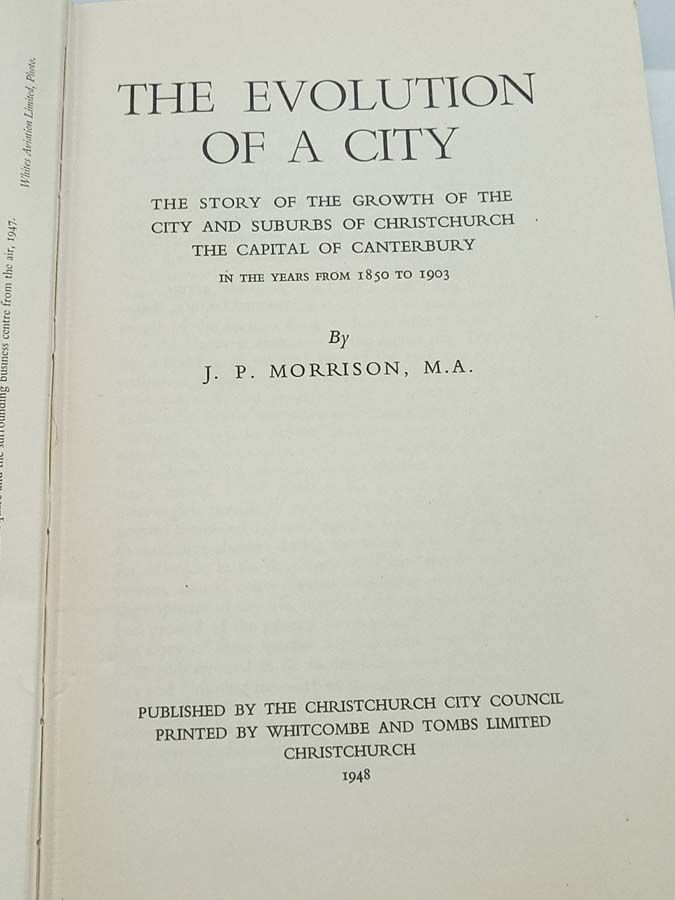 THE EVOLUTION
OF A CITY
THE STORY OF THE GROWTH OF THE
CITY AND SUBURBS OF CHRISTCHURCH
THE CAPITAL OF CANTERBURY
IN THE YEARS FROM 1850 TO 1903
By
J. P. MORRISON, M.A.
PUBLISHED BY THE CHRISTCHURCH CITY COUNCIL
PRINTED BY WHITCOMBE AND TOMBS LIMITED
CHRISTCHURCH
1948
and the surrounding business centre from the air, 1947.
Whites Aviation Limited, Photo.